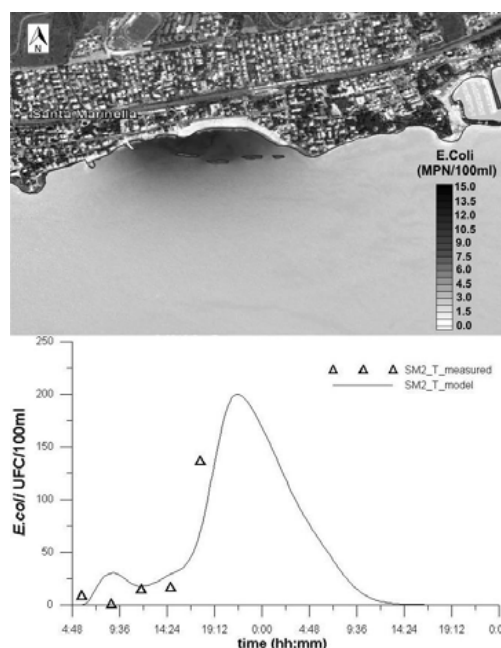 N
Santa Marinella
E.Coli
(MPN/100ml)
15.0
13.5
12.0
10.5
9.0
7.5
6.0
4.5
3.0
1.5
0.0
250
200
150
100
50
0
E.coli UFC/100ml
SM2_T_measured
SM2_T_model
4:48 9:36 14:24 19:12 0:00 4:48 9:36 14:24 19:12 0:0
time (hh:mm)